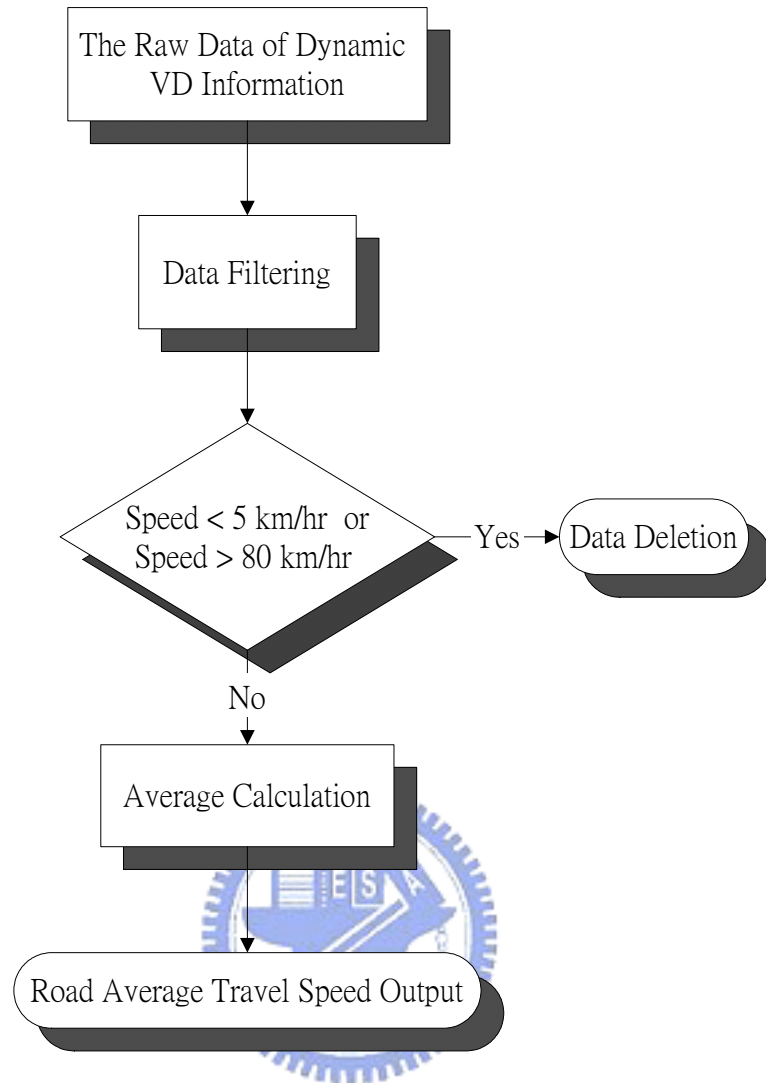 The Raw Data of Dynamic
VD Information
Data Filtering
Speed < 5 km/hr or
Speed > 80 km/hr
Yes
Data Deletion
No
Average Calculation
E S A
Road Average Travel Speed Output